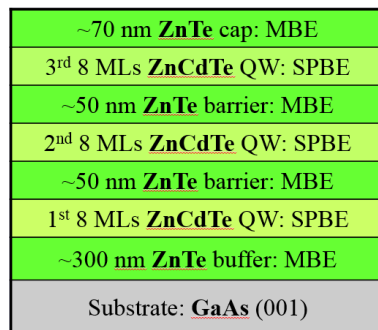 ~70 nm ZnTe cap: MBE
3rd 8 MLs ZnCdTe QW: SPBE
~50 nm ZnTe barrier: MBE
2nd 8 MLs ZnCdTe QW: SPBE
~50 nm ZnTe barrier: MBE
1st 8 MLs ZnCdTe QW: SPBE
~300 nm ZnTe buffer: MBE
Substrate: GaAs (001)